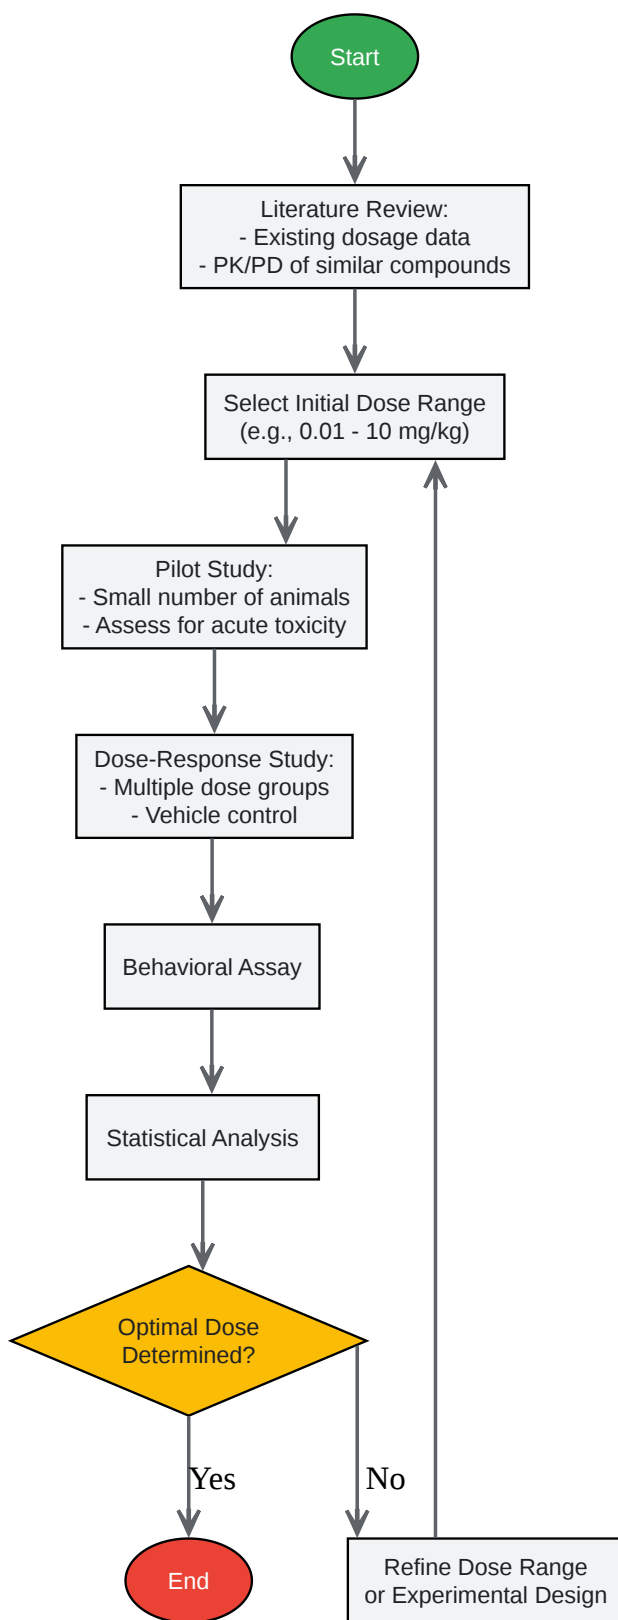 Start
Literature Review:
- Existing dosage data
- PK/PD of similar compounds
Select Initial Dose Range
(e.g., 0.01 - 10 mg/kg)
Pilot Study:
- Small number of animals
- Assess for acute toxicity
Dose-Response Study:
- Multiple dose groups
- Vehicle control
Behavioral Assay
Statistical Analysis
Optimal Dose
Determined?
Yes
No
End
Refine Dose Range
or Experimental Design